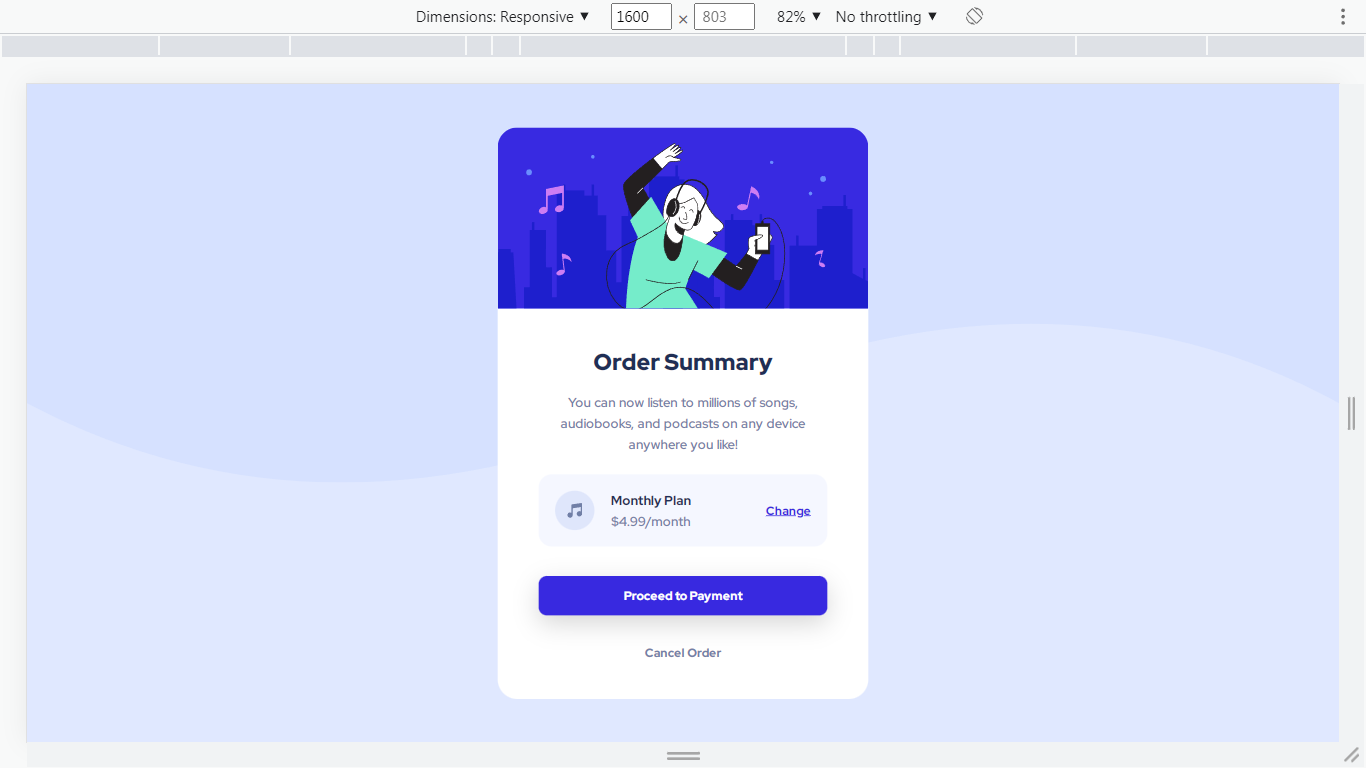 Dimensions: Responsive ▼ 1600 × 803 82% ▼ No throttling ▼
Order Summary
You can now listen to millions of songs,
audiobooks, and podcasts on any device
anywhere you like!
Monthly Plan
$4.99/month
Change
Proceed to Payment
Cancel Order